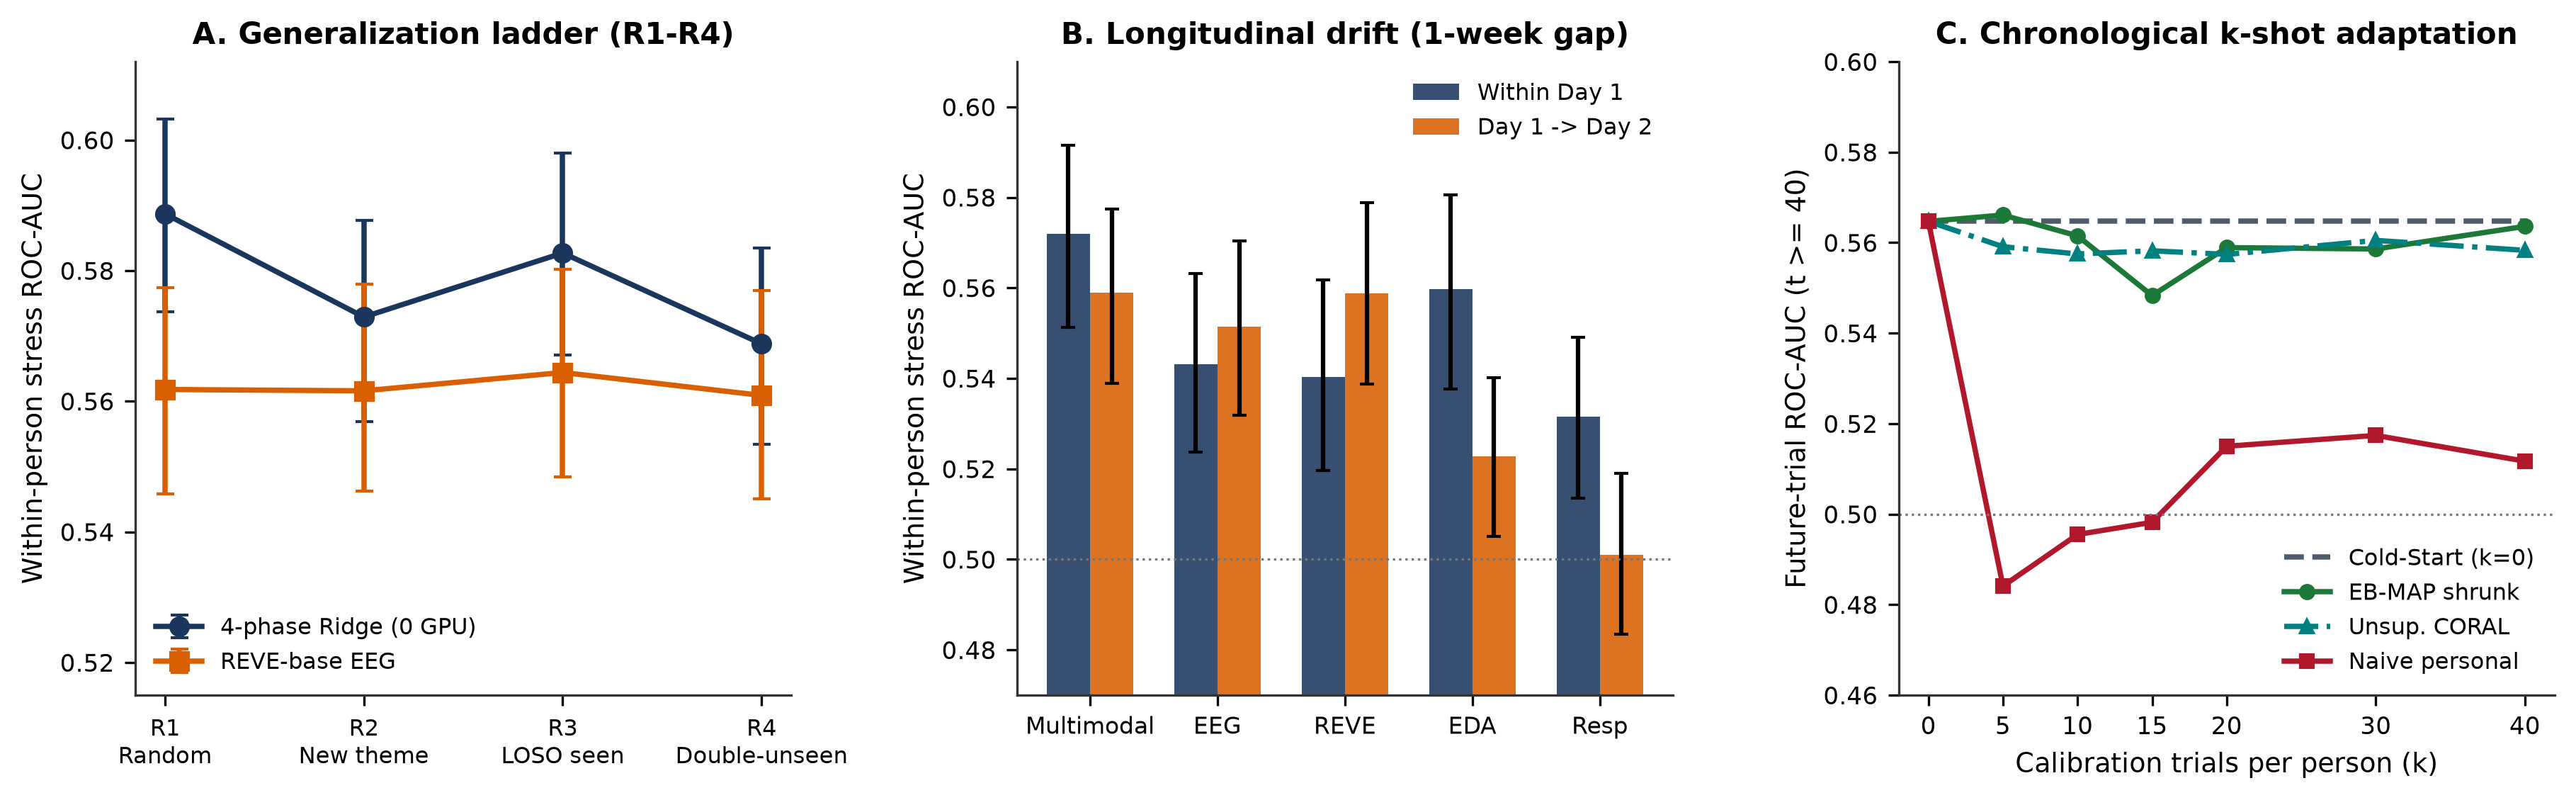 A. Generalization ladder (R1-R4)
Within-person stress ROC-AUC
0.60
0.58
0.56
0.54
0.52
4-phase Ridge (0 GPU)
REVE-base EEG
R1
Random
R2
New theme
R3
LOSO seen
R4
Double-unseen
B. Longitudinal drift (1-week gap)
Within-person stress ROC-AUC
0.60
0.58
0.56
0.54
0.52
0.50
0.48
Within Day 1
Day 1 -> Day 2
Multimodal
EEG
REVE
EDA
Resp
C. Chronological k-shot adaptation
Future-trial ROC-AUC (t >= 40)
0.60
0.58
0.56
0.54
0.52
0.50
0.48
0.46
Cold-Start (k=0)
EB-MAP shrunk
Unsup. CORAL
Naive personal
0
5
10
15
20
30
40
Calibration trials per person (k)